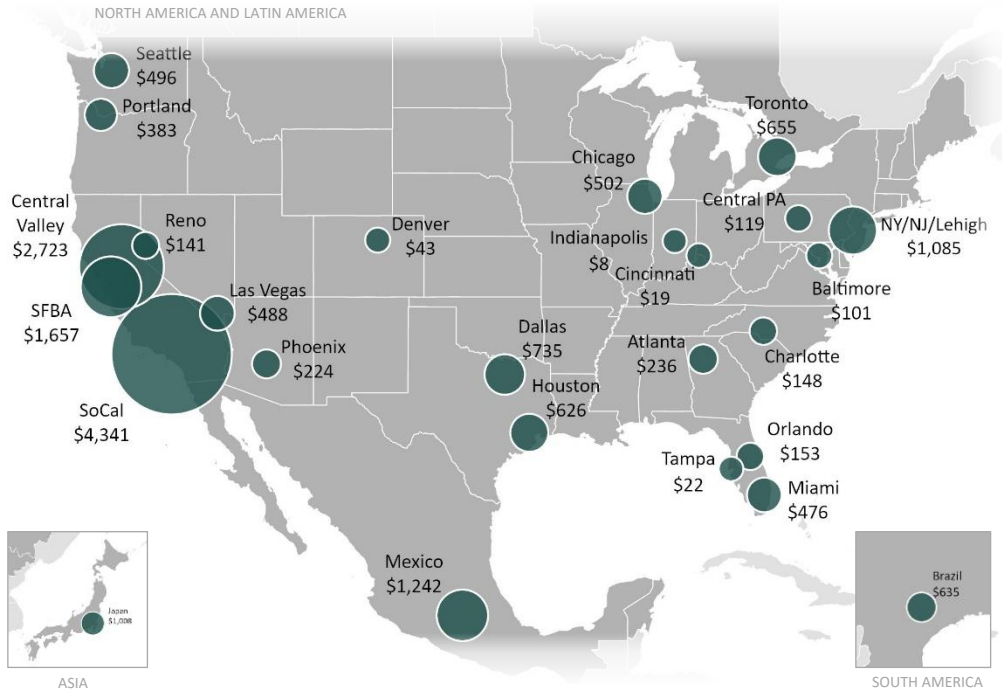 NORTH AMERICA AND LATIN AMERICA
Seattle
$496
Portland
$383
Toronto
$655
Chicago
$502
Central PA
$119
Central
Valley
$2,723
Reno
$141
Denver
$43
Indianapolis
$8
Cincinnati
$19
NY/NJ/Lehigh
$1,085
Baltimore
$101
SFBA
$1,657
Las Vegas
$488
Phoenix
$224
Dallas
$735
Houston
$626
Atlanta
$236
Charlotte
$148
SoCal
$4,341
Orlando
$153
Tampa
$22
Miami
$476
Mexico
$1,242
Japan
$1,008
Brazil
$635
ASIA
SOUTH AMERICA